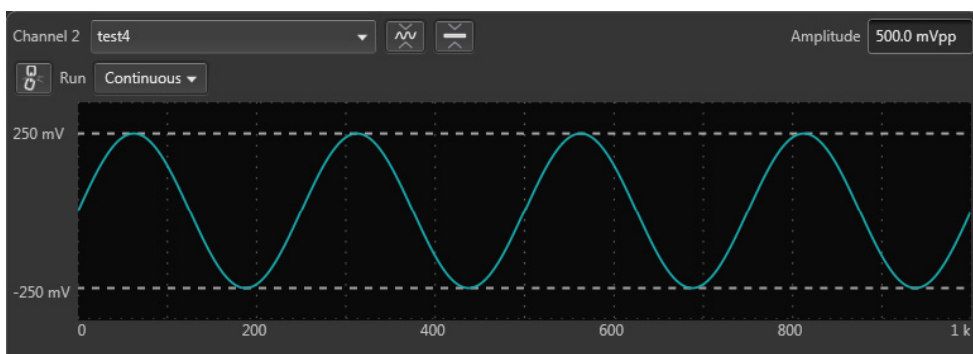 Channel 2 test4 Amplitude 500.0 mVpp
Run Continuous
250 mV
-250 mV
0 200 400 600 800 1 k